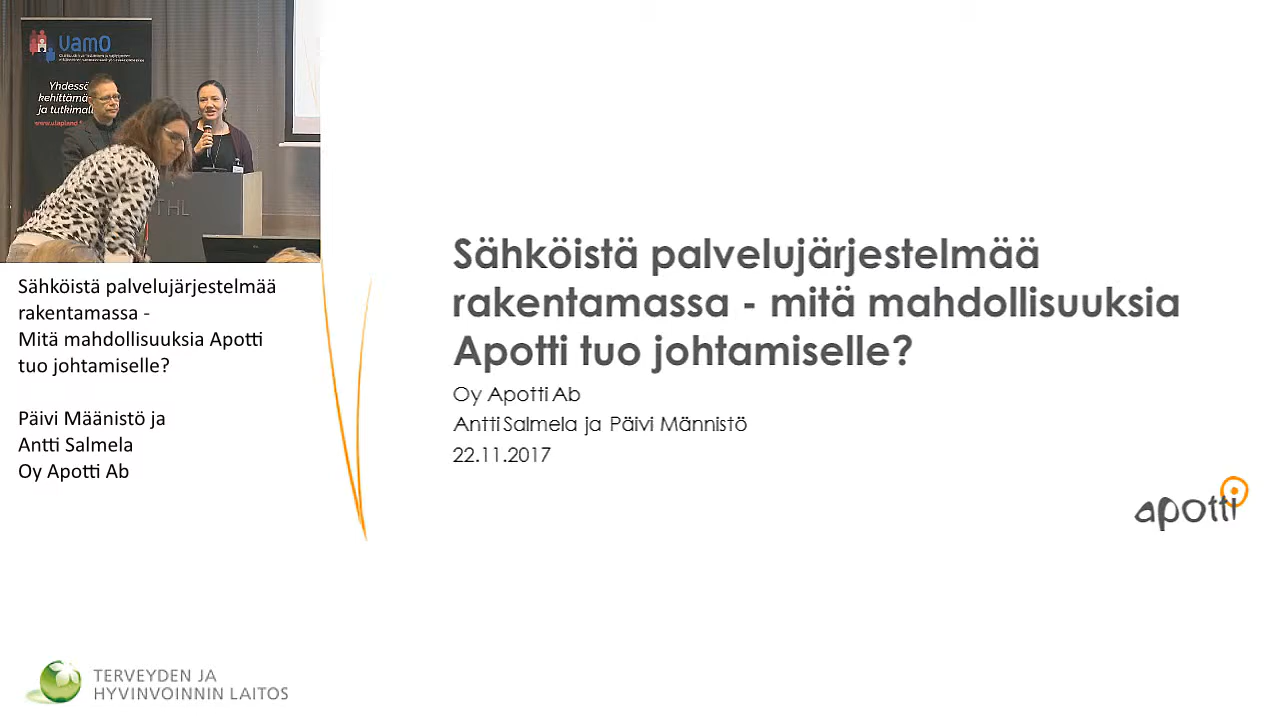 VamO
Yhdessä
kehittämä
ja tutkimal
THL
Sähköistä palvelujärjestelmää
rakentamassa -
Mitä mahdollisuuksia Apotti
tuo johtamiselle?
Päivi Määnistö ja
Antti Salmela
Oy Apotti Ab
Sähköistä palvelujärjestelmää
rakentamassa - mitä mahdollisuuksia
Apotti tuo johtamiselle?
Oy Apotti Ab
Antti Salmela ja Päivi Männistö
22.11.2017
apotti
TERVEYDEN JA
HYVINVOINNIN LAITOS